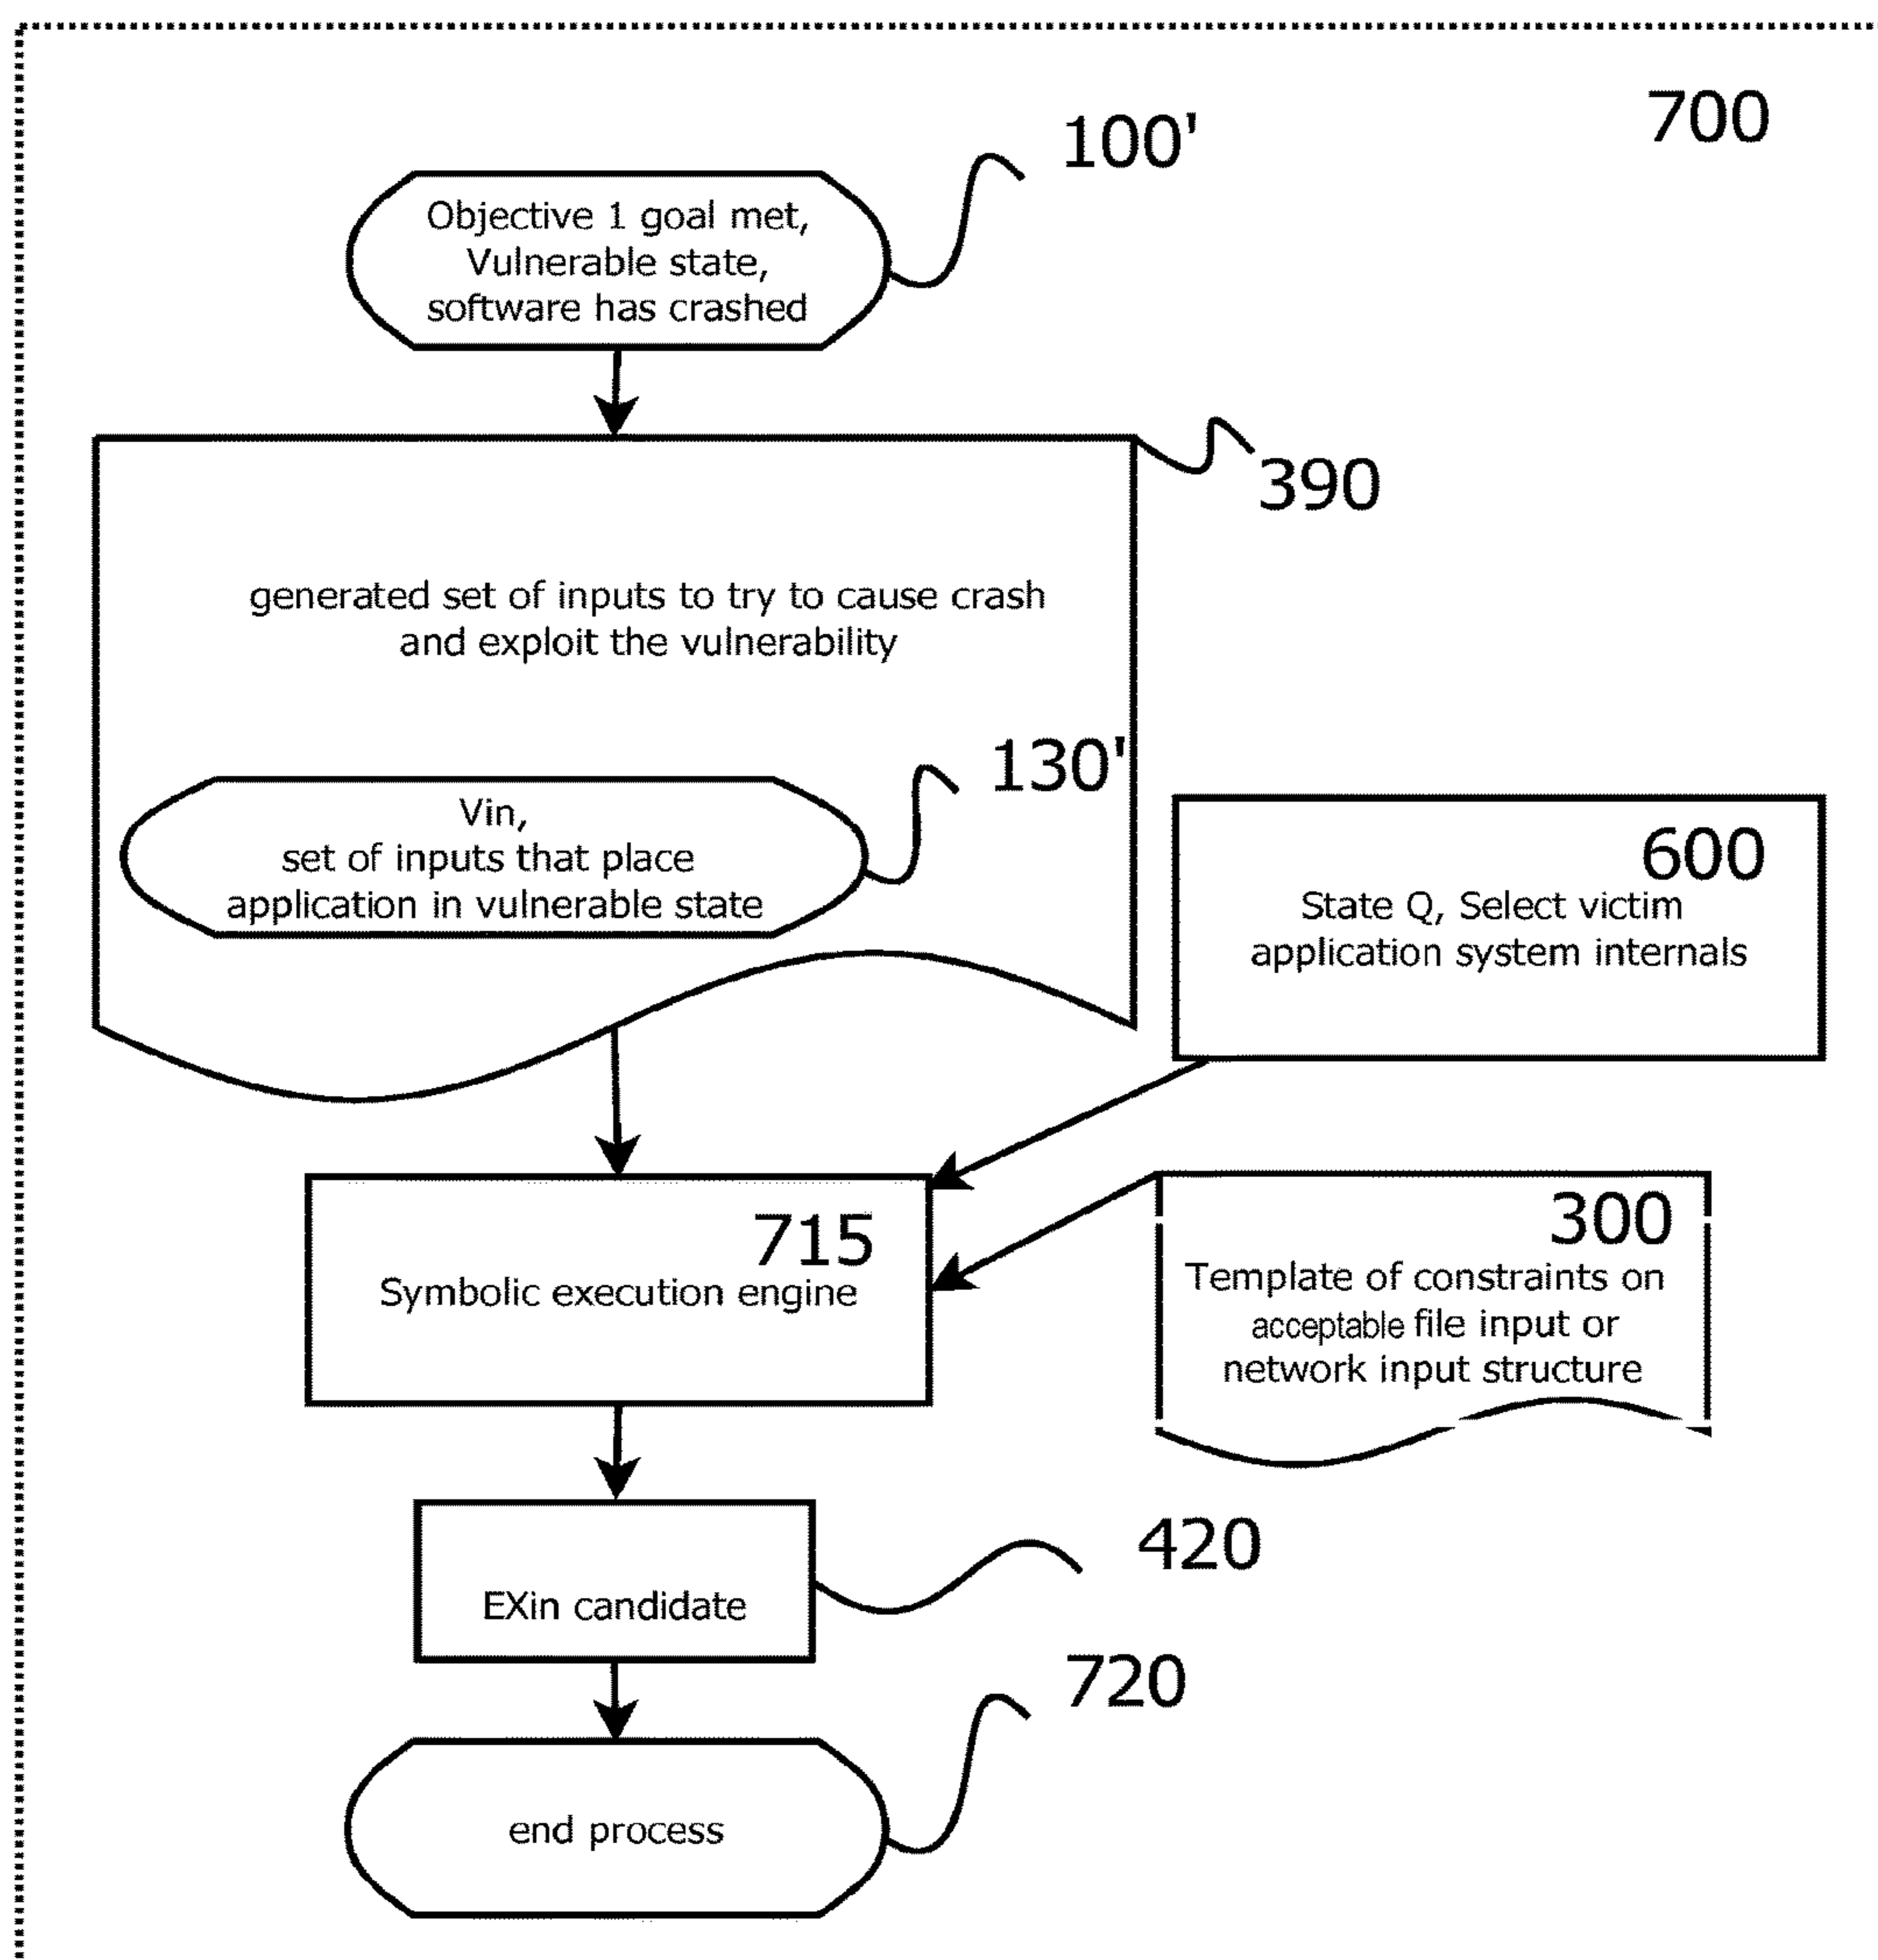 700
100'
Objective 1 goal met,
Vulnerable state,
software has crashed
390
generated set of inputs to try to cause crash
and exploit the vulnerability
130'
Vin,
set of inputs that place
application in vulnerable state
600
State Q, Select victim
application system internals
715
Symbolic execution engine
300
Template of constraints on
acceptable file input or
network input structure
420
EXin candidate
720
end process